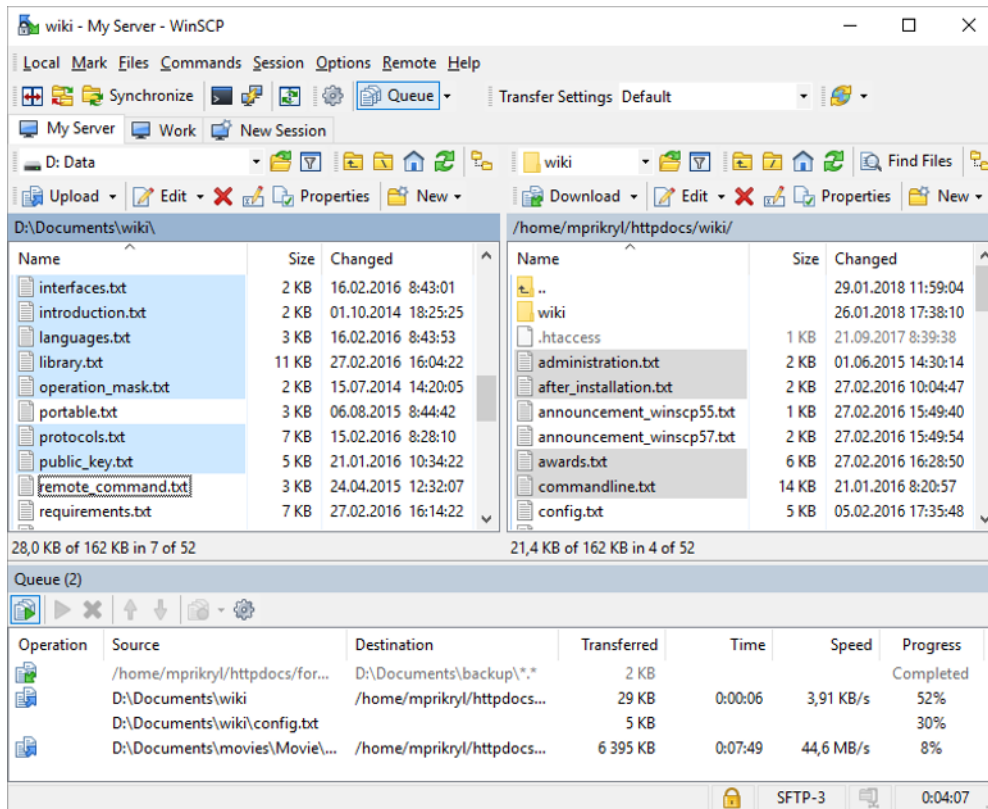 wiki - My Server - WinSCP
Local Mark Files Commands Session Options Remote Help
Synchronize Queue Transfer Settings Default
My Server Work New Session
D: Data wiki Find Files
Upload Edit Properties New Download Edit Properties New
D:\Documents\wiki\ /home/mprikryl/httpdocs/wiki/
Name Size Changed Name Size Changed
interfaces.txt 2 KB 16.02.2016 8:43:01 .. 29.01.2018 11:59:04
introduction.txt 2 KB 01.10.2014 18:25:25 wiki 26.01.2018 17:38:10
languages.txt 3 KB 16.02.2016 8:43:53 .htaccess 1 KB 21.09.2017 8:39:38
library.txt 11 KB 27.02.2016 16:04:22 administration.txt 2 KB 01.06.2015 14:30:14
operation_mask.txt 2 KB 15.07.2014 14:20:05 after_installation.txt 2 KB 27.02.2016 10:04:47
portable.txt 3 KB 06.08.2015 8:44:42 announcement_winscp55.txt 1 KB 27.02.2016 15:49:40
protocols.txt 7 KB 15.02.2016 8:28:10 announcement_winscp57.txt 2 KB 27.02.2016 15:49:54
public_key.txt 5 KB 21.01.2016 10:34:22 awards.txt 6 KB 27.02.2016 16:28:50
remote_command.txt 3 KB 24.04.2015 12:32:07 commandline.txt 14 KB 21.01.2016 8:20:57
requirements.txt 7 KB 27.02.2016 16:14:22 config.txt 5 KB 05.02.2016 17:35:48
28,0 KB of 162 KB in 7 of 52 21,4 KB of 162 KB in 4 of 52
Queue (2)
Operation Source Destination Transferred Time Speed Progress
/home/mprikryl/httpdocs/for... D:\Documents\backup\*.* 2 KB Completed
D:\Documents\wiki /home/mprikryl/httpdocs... 29 KB 0:00:06 3,91 KB/s 52%
D:\Documents\wiki\config.txt 5 KB 30%
D:\Documents\movies\Movie\... /home/mprikryl/httpdocs... 6 395 KB 0:07:49 44,6 MB/s 8%
SFTP-3 0:04:07